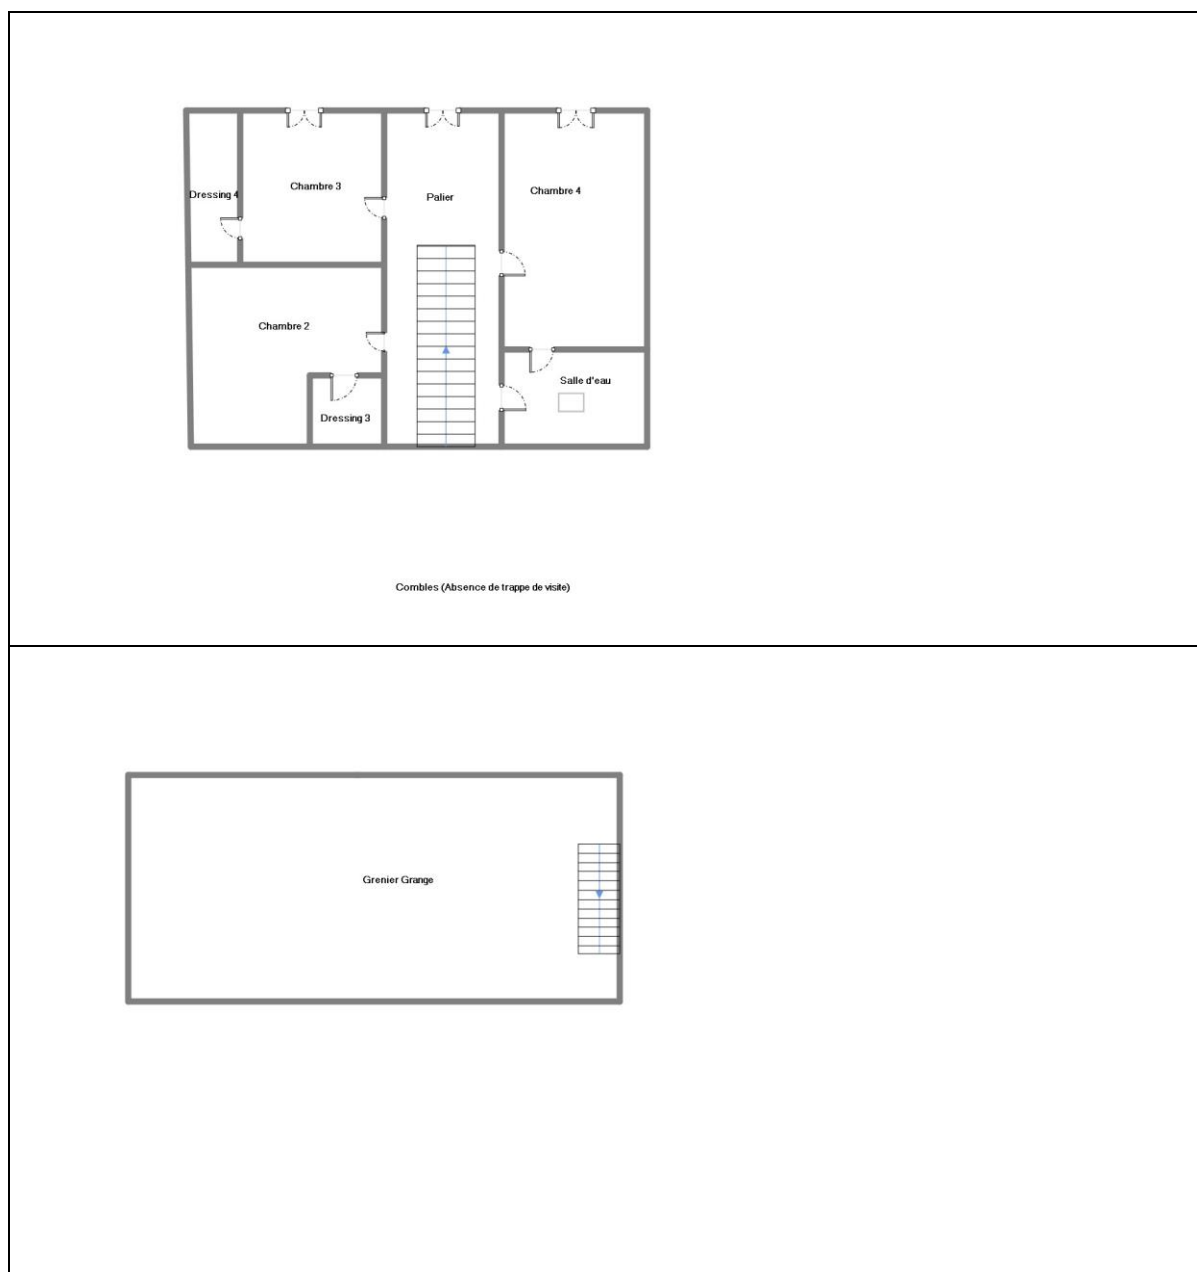 Chambre 3
Chambre 4
Dressing 4
Palier
Chambre 2
Salle d'eau
Dressing 3
Combles (Absence de trappe de visite)
Grenier Grange